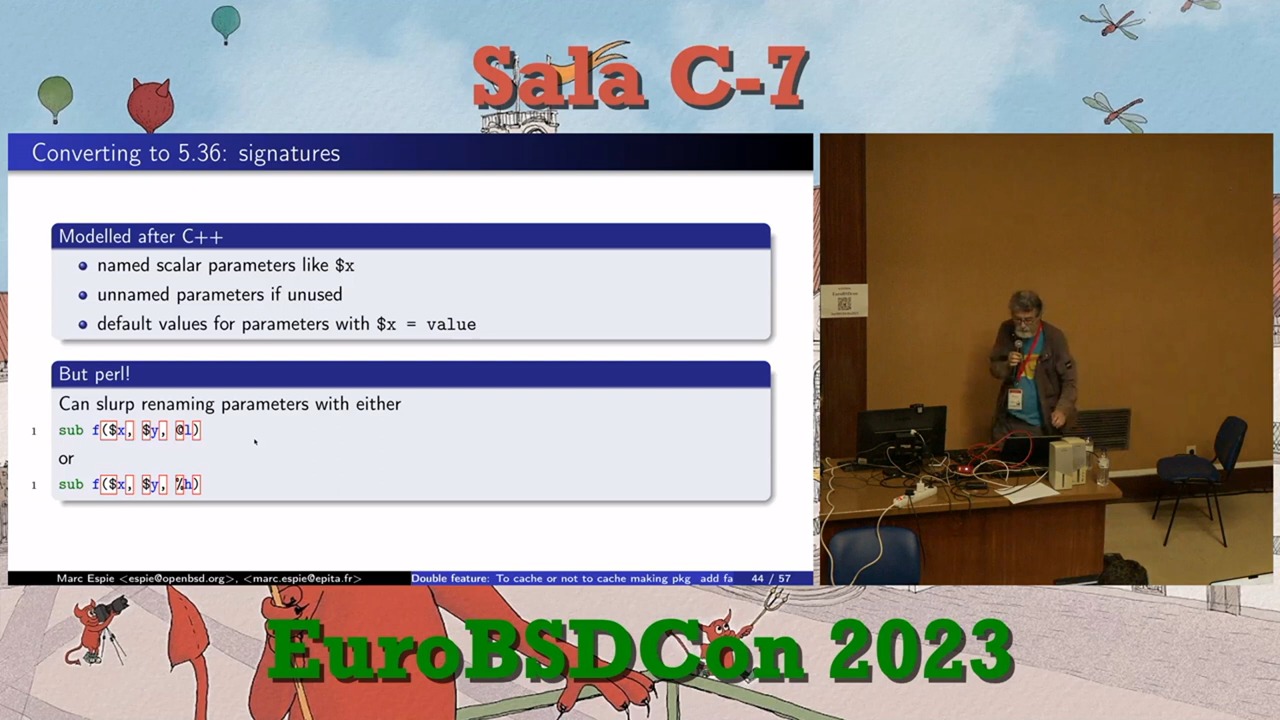 Sala C-7
Converting to 5.36: signatures
Modelled after C++
named scalar parameters like $x
unnamed parameters if unused
default values for parameters with $x = value
But perl!
Can slurp renaming parameters with either
1 sub f($x, $y, @l)
or
1 sub f($x, $y, %h)
Marc Espie <espie@openbsd.org>, <marc.espie@epita.fr>
Double feature: To cache or not to cache making pkg_add fa
44 / 57
EuroBSDCon 2023